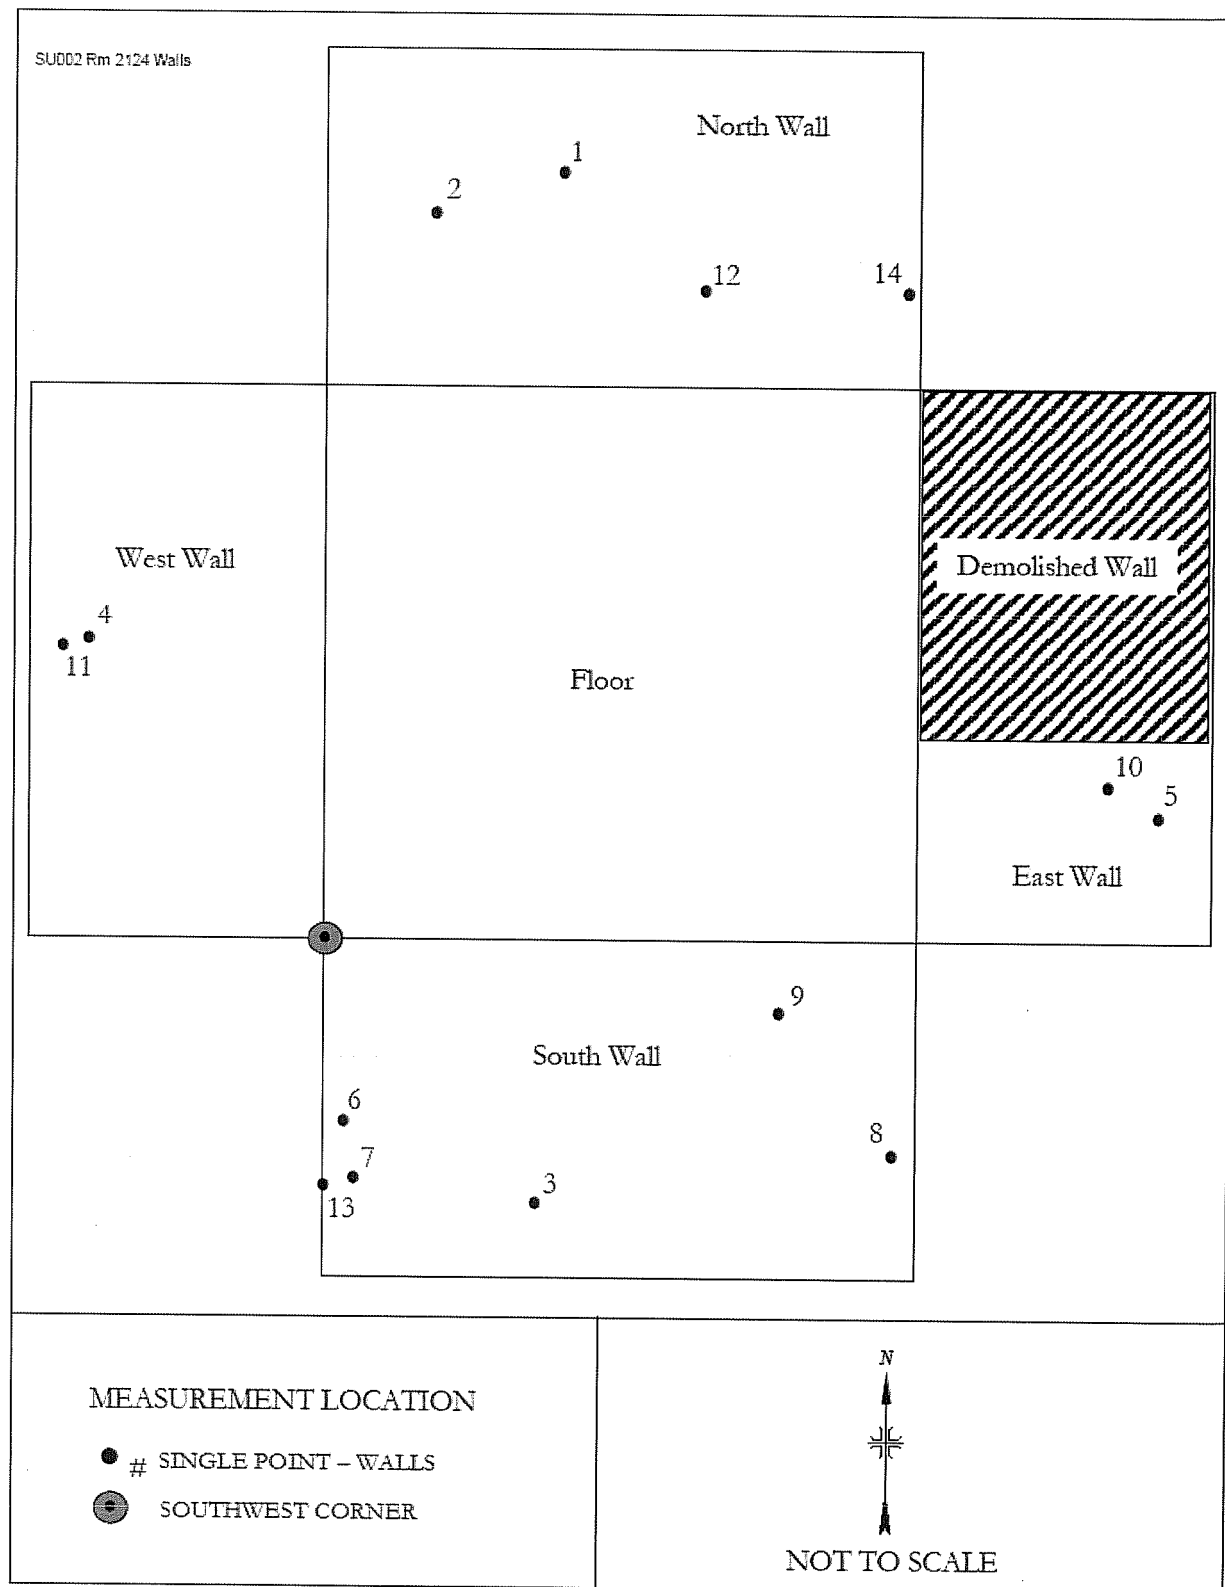 SU002 Rm 2124 Walls
North Wall
1
2
12
14
West Wall
Demolished Wall
4
11
Floor
10
5
East Wall
9
South Wall
6
8
7
3
13
MEASUREMENT LOCATION
# SINGLE POINT – WALLS
SOUTHWEST CORNER
N
NOT TO SCALE